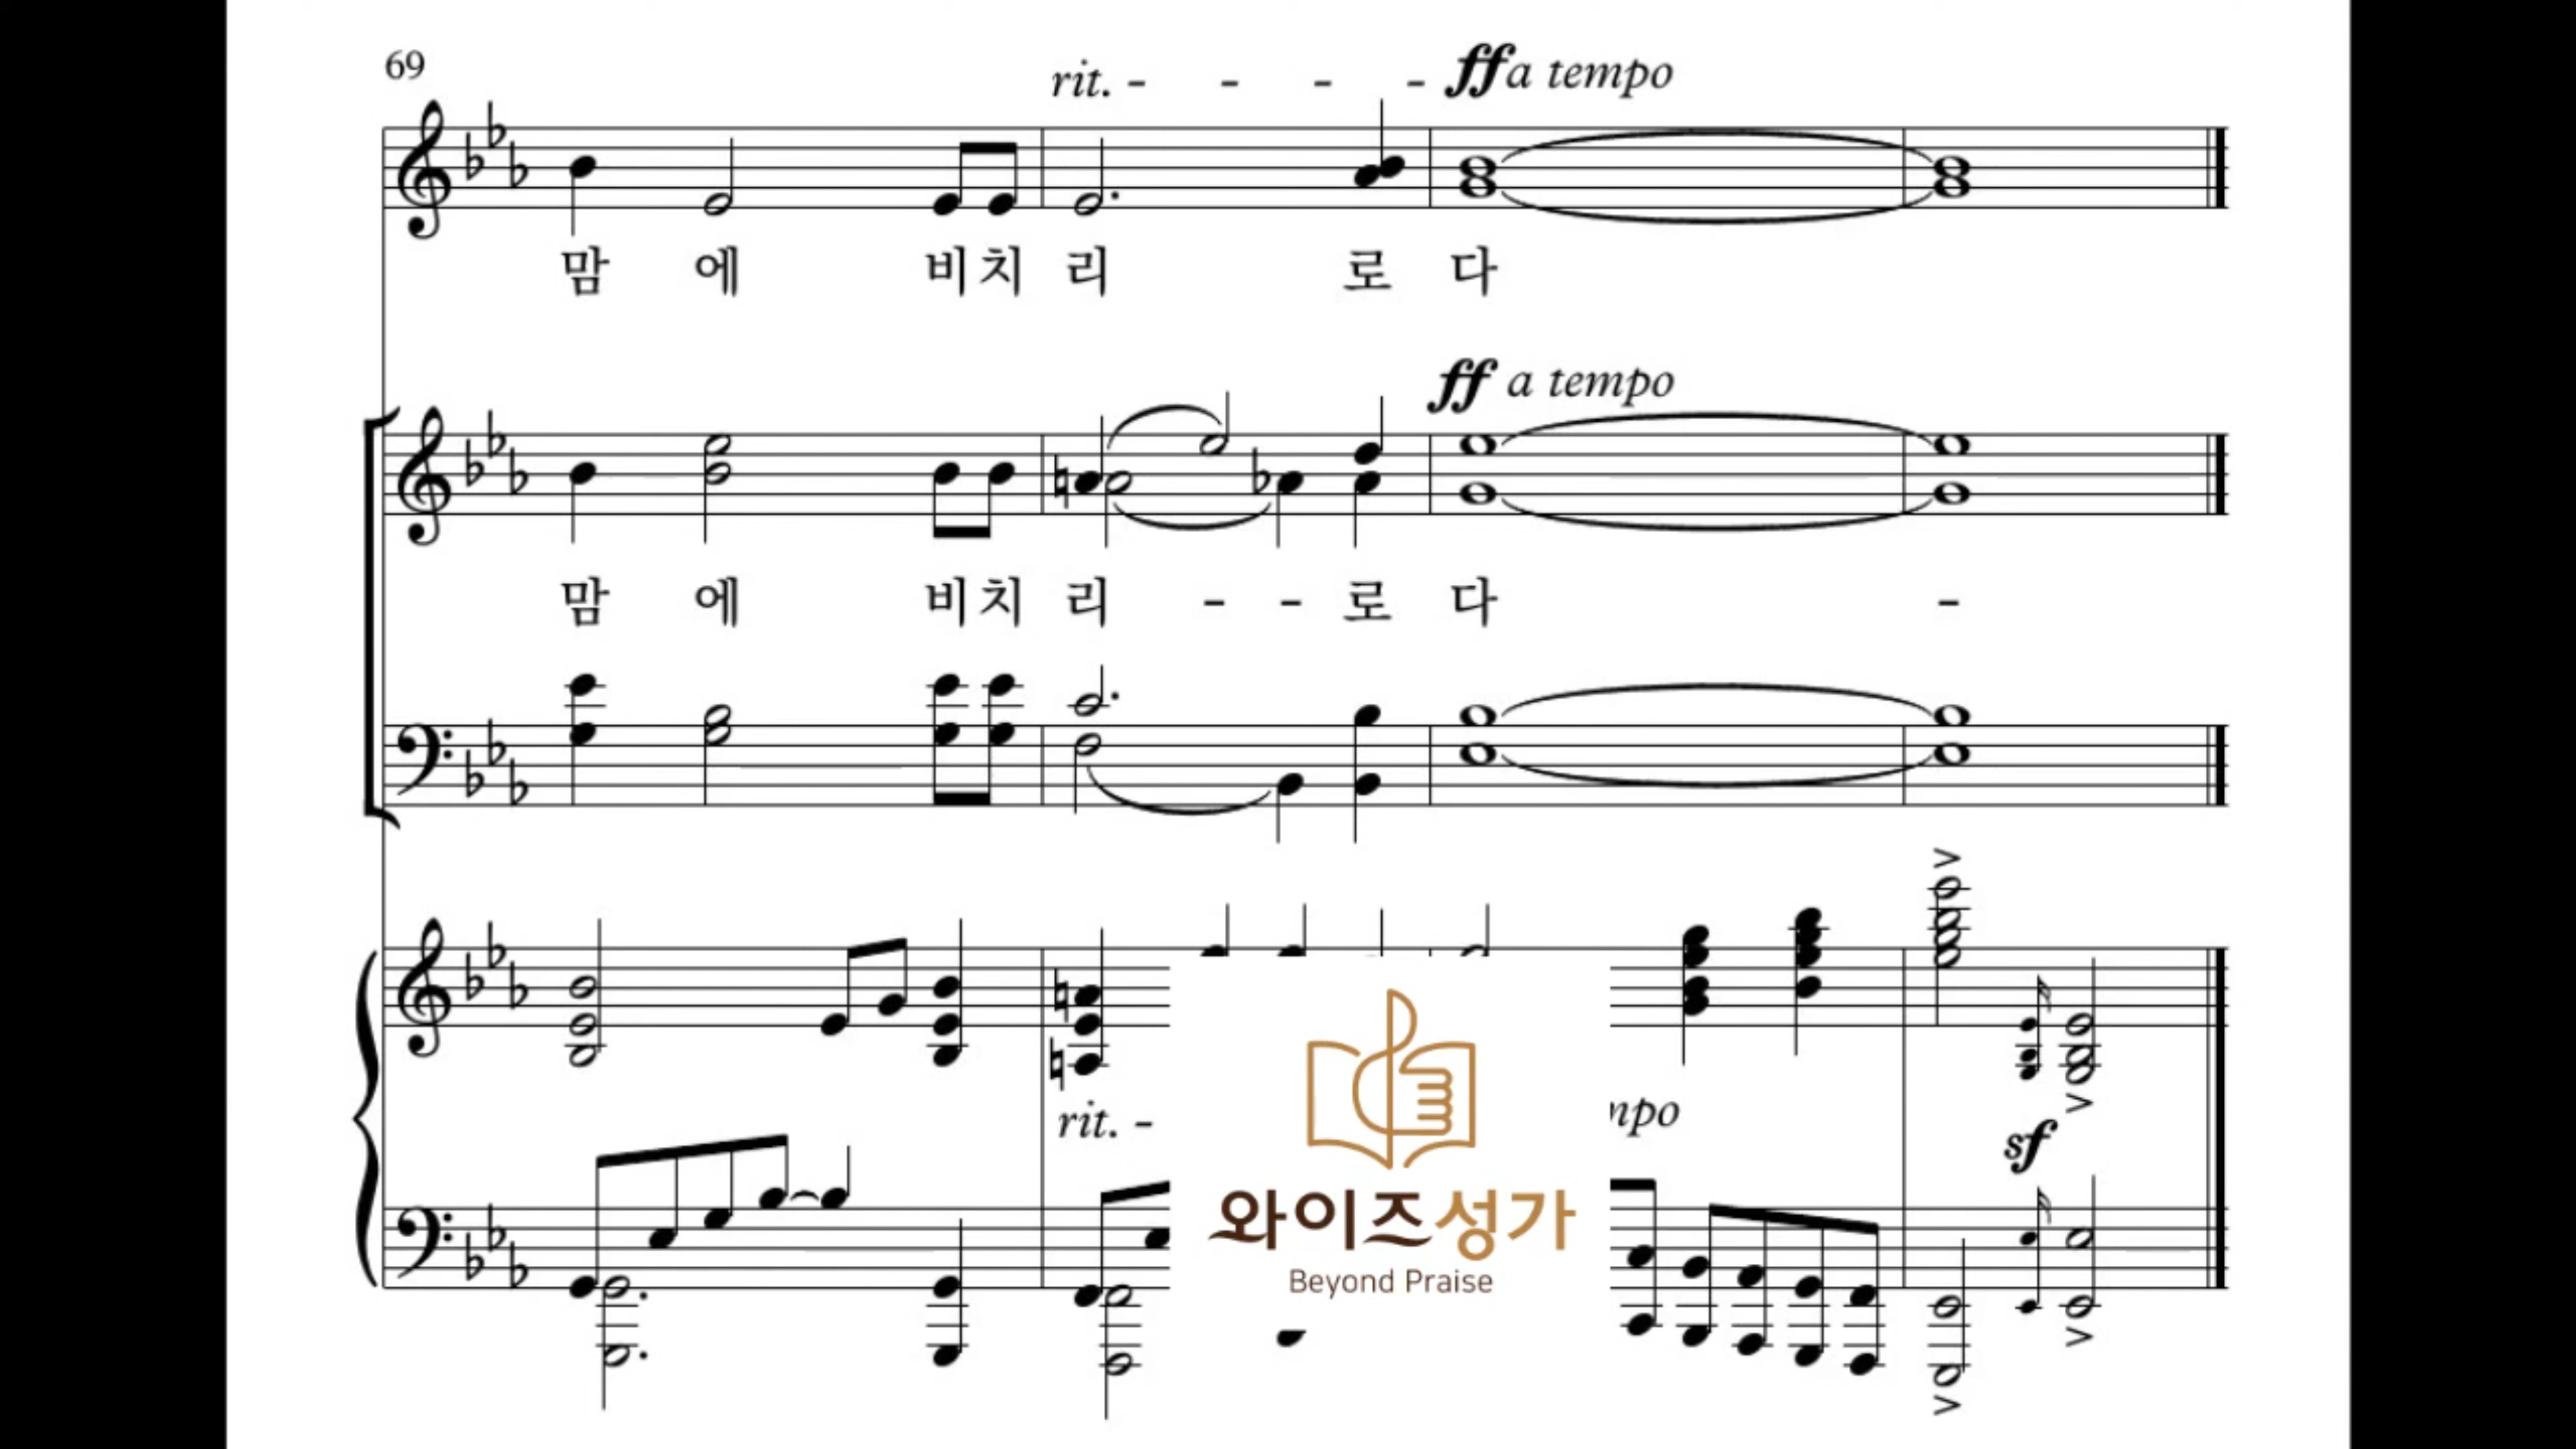 69
rit. - - - - ff a tempo
맘 에 비 치 리 로 다
ff a tempo
맘 에 비 치 리 - - 로 다 -
rit. -
sf
와이즈성가
Beyond Praise